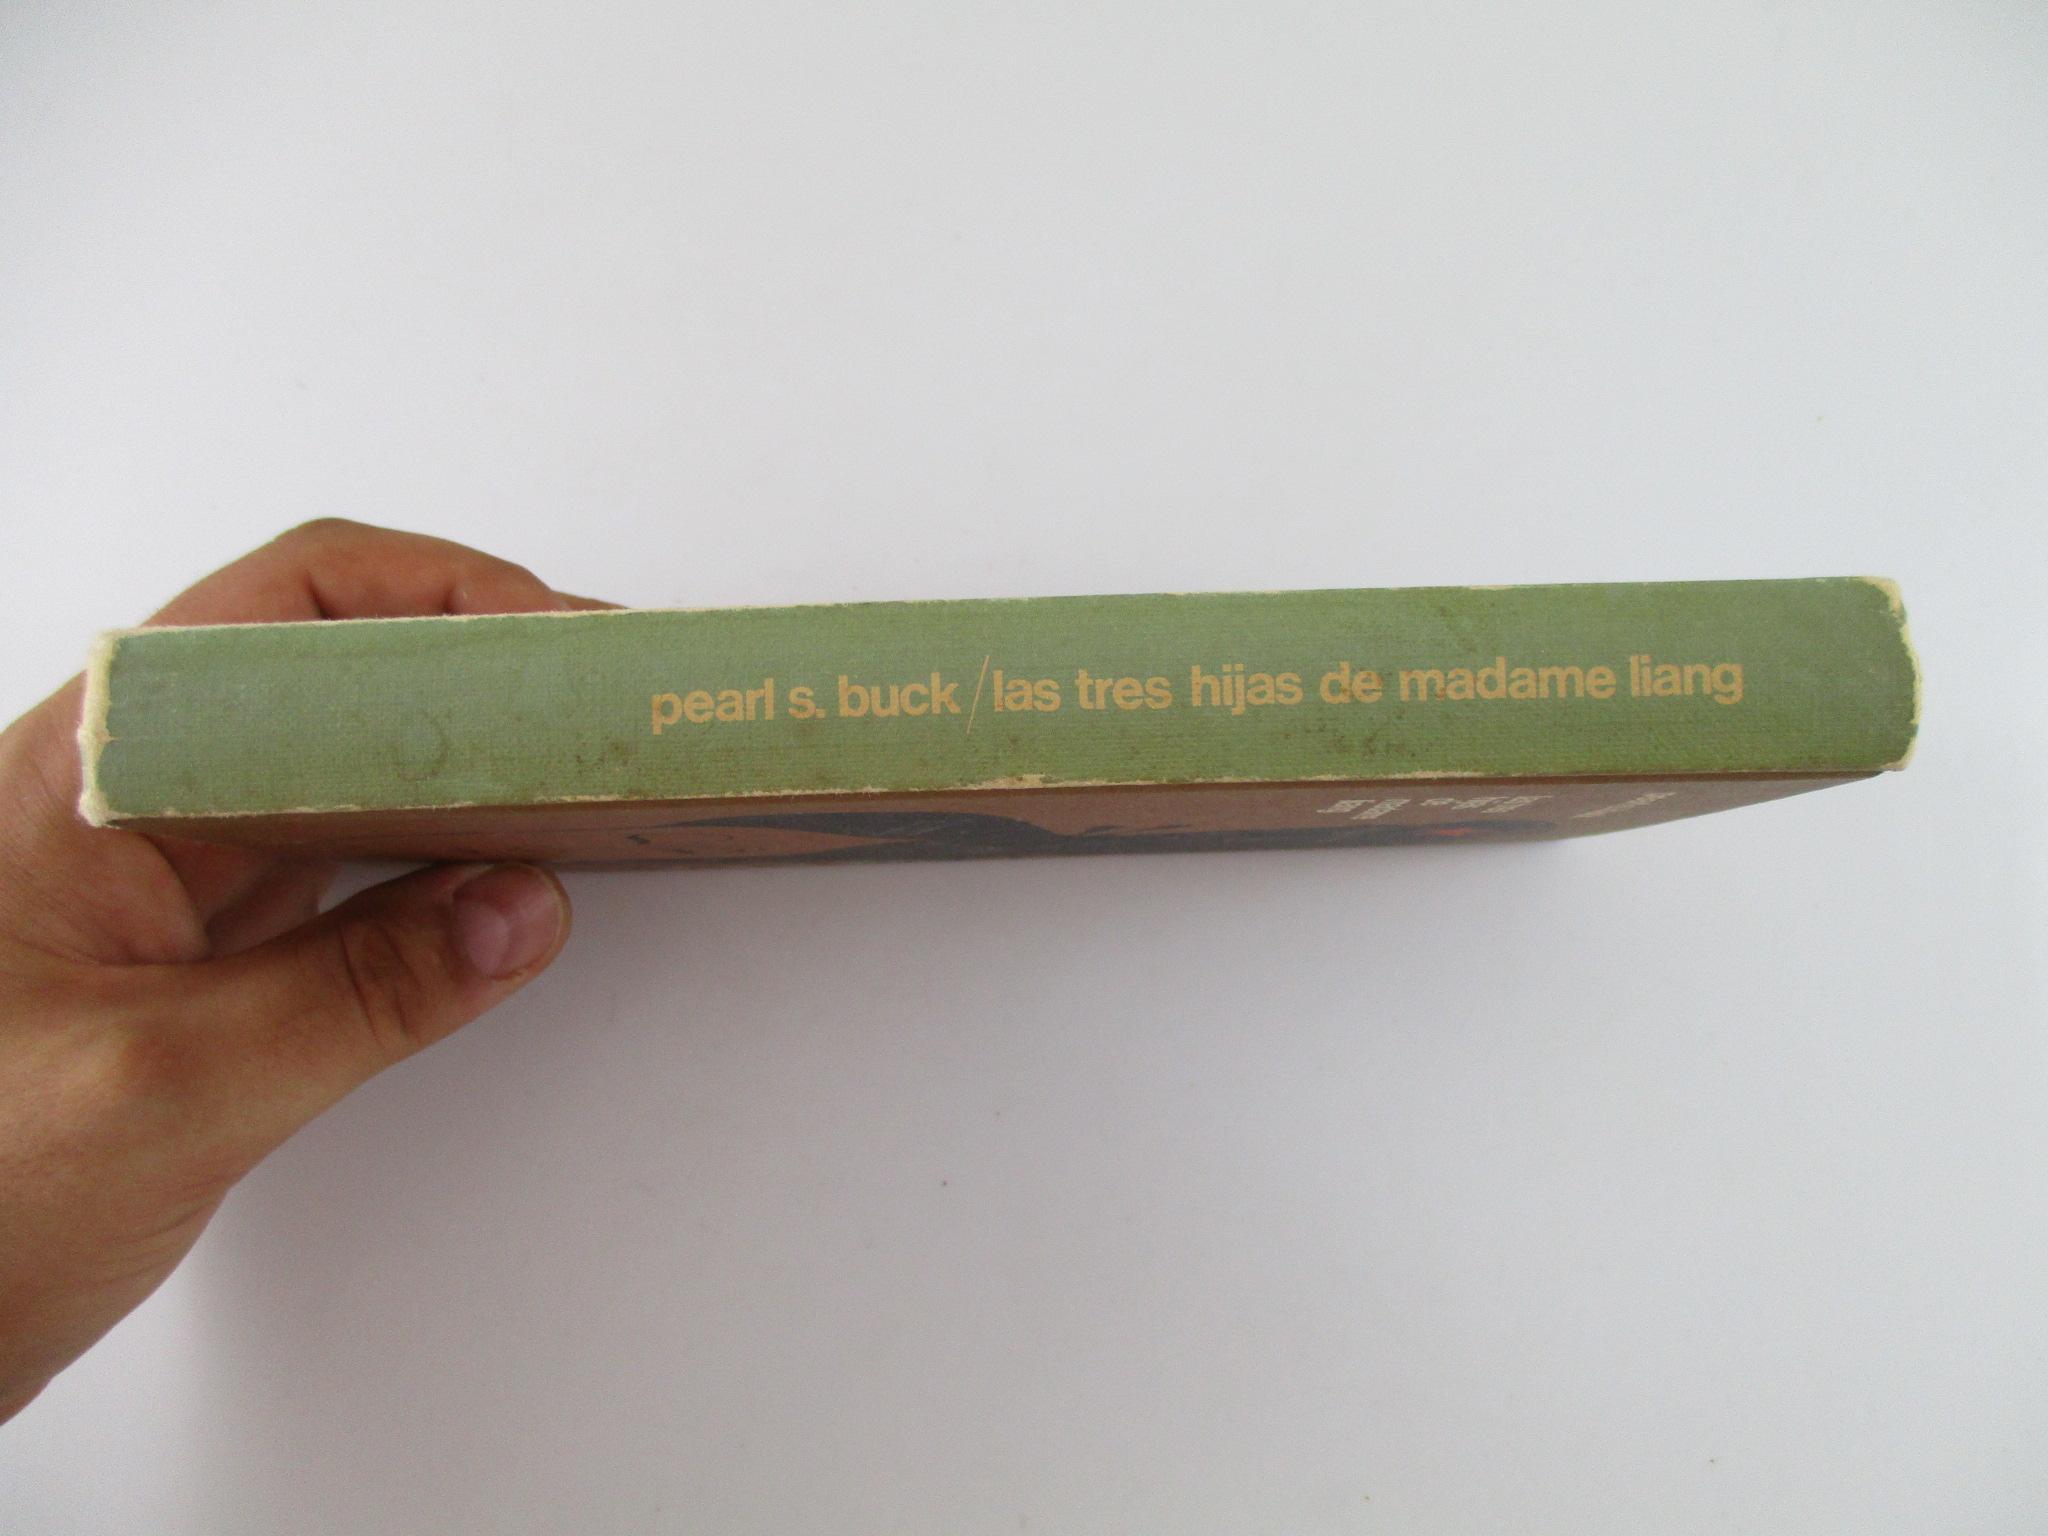 pearl s. buck/las tres hijas de madame liang